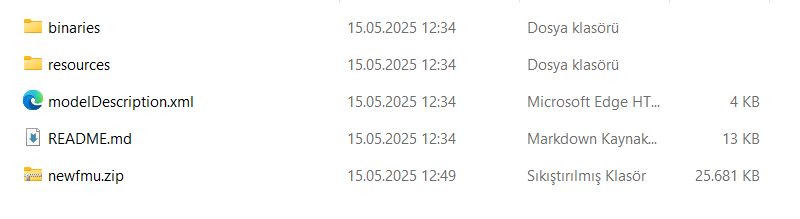 binaries 15.05.2025 12:34 Dosya klasörü
resources 15.05.2025 12:34 Dosya klasörü
modelDescription.xml 15.05.2025 12:34 Microsoft Edge HT... 4 KB
README.md 15.05.2025 12:34 Markdown Kaynak... 13 KB
newfmu.zip 15.05.2025 12:49 Sıkıştırılmış Klasör 25.681 KB